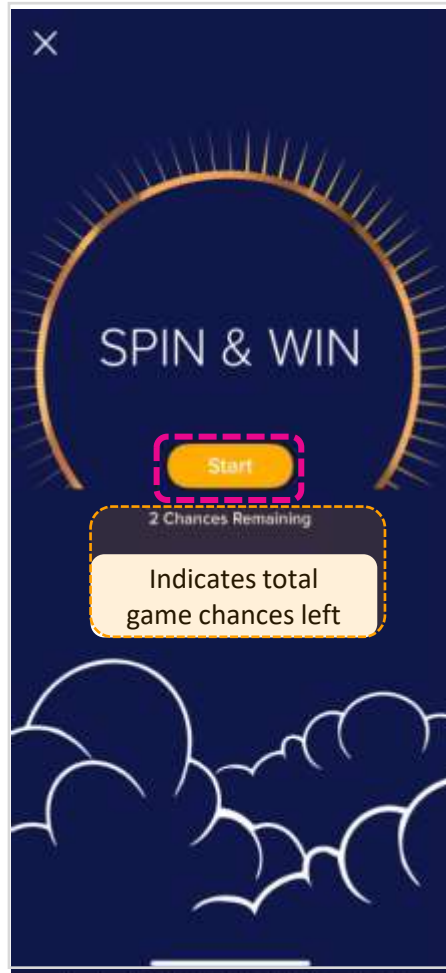 SPIN & WIN
Start
2 Chances Remaining
Indicates total
game chances left